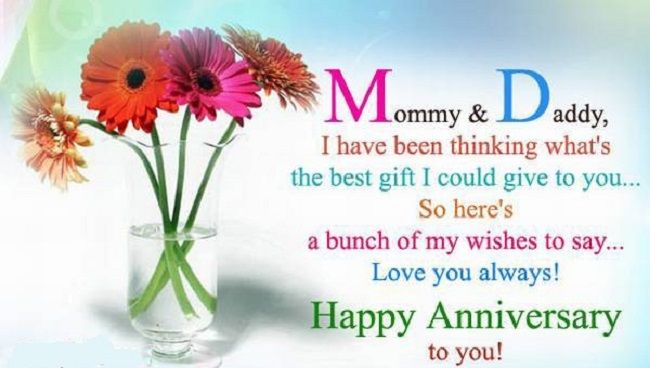 Mommy & Daddy,
I have been thinking what's
the best gift I could give to you...
So here's
a bunch of my wishes to say...
Love you always!
Happy Anniversary
to you!